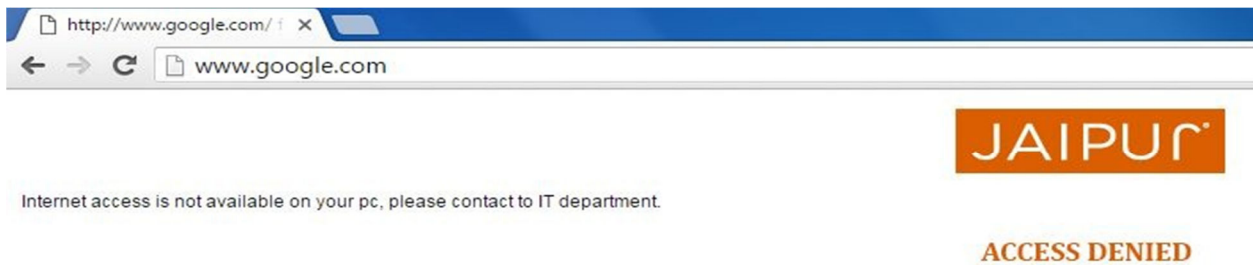 http://www.google.com/ f
www.google.com
JAIPUR
Internet access is not available on your pc, please contact to IT department.
ACCESS DENIED